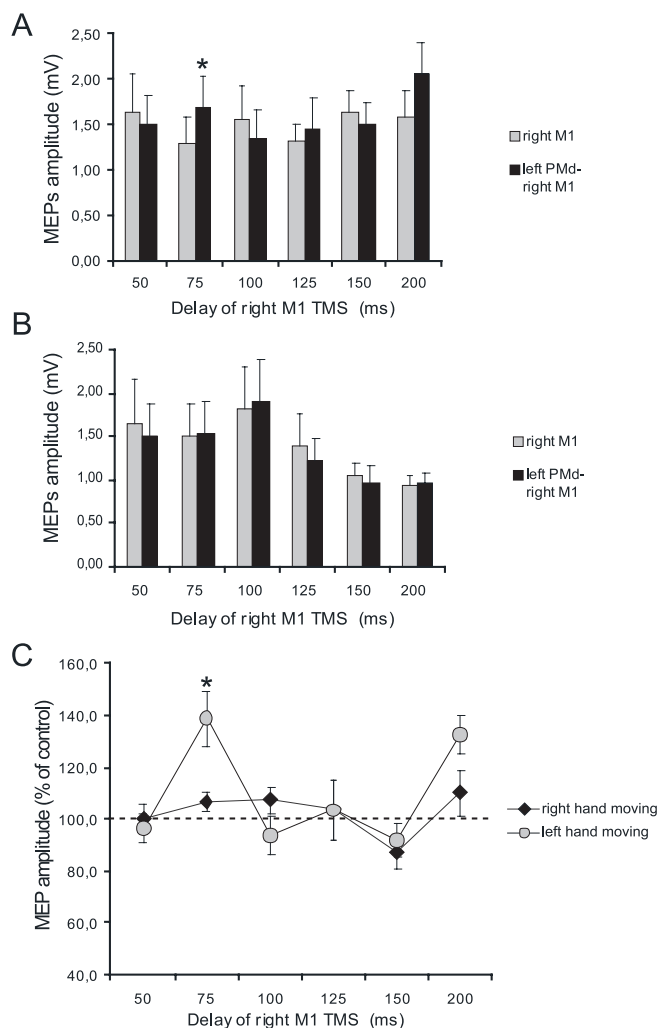 A
MEPs amplitude (mV)
2,50
2,00
1,50
1,00
0,50
0,00
*
50 75 100 125 150 200
Delay of right M1 TMS (ms)
right M1
left PMd-
right M1
B
MEPs amplitude (mV)
2,50
2,00
1,50
1,00
0,50
0,00
50 75 100 125 150 200
Delay of right M1 TMS (ms)
right M1
left PMd-
right M1
C
MEP amplitude (% of control)
160,0
140,0
120,0
100,0
80,0
60,0
40,0
*
50 75 100 125 150 200
Delay of right M1 TMS (ms)
right hand moving
left hand moving